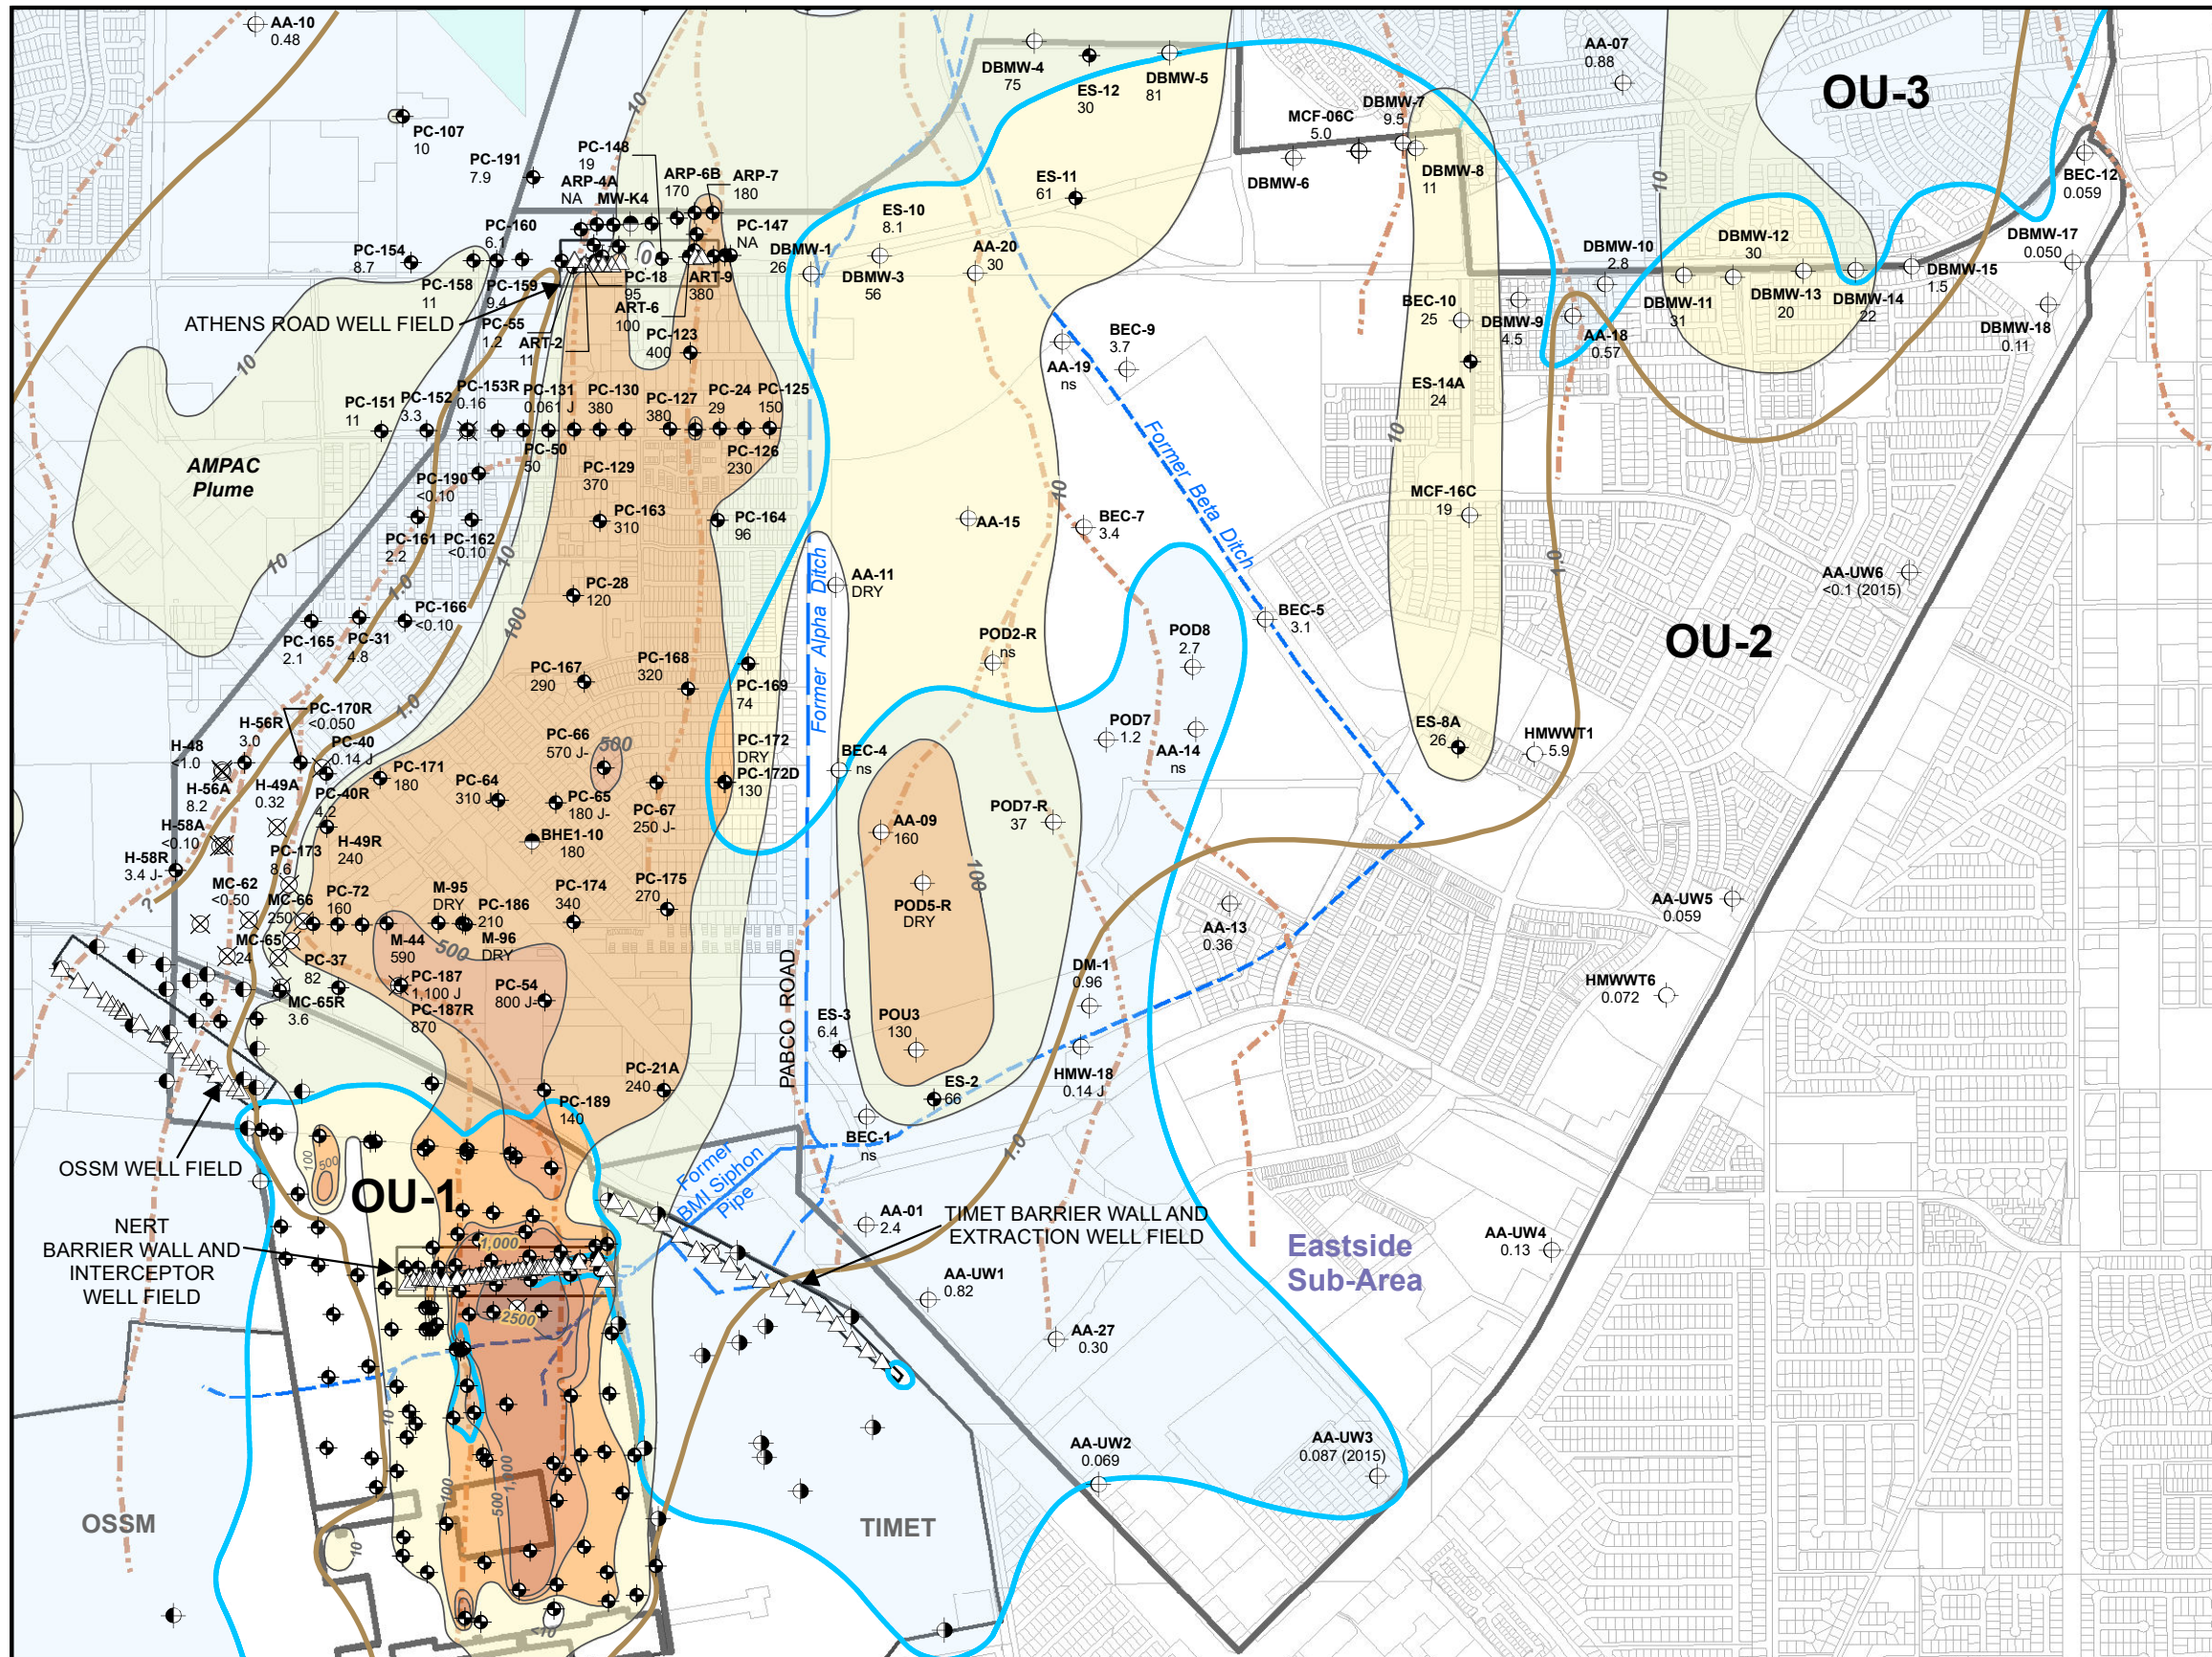 AA-10
0.48
PC-107
10
PC-191
7.9
PC-148
19
ARP-4A
NA
MW-K4
ARP-6B
170
ARP-7
180
PC-147
NA
PC-160
6.1
PC-154
8.7
PC-158
11
PC-159
9.4
PC-18
95
ART-9
380
ART-6
100
PC-55
1.2
ART-2
11
PC-123
400
ATHENS ROAD WELL FIELD
DBMW-4
75
ES-12
30
DBMW-5
81
ES-11
61
ES-10
8.1
DBMW-1
26
DBMW-3
56
AA-20
30
MCF-06C
5.0
DBMW-7
9.5
DBMW-6
DBMW-8
11
AA-07
0.88
OU-3
BEC-12
0.059
DBMW-17
0.050
DBMW-10
2.8
DBMW-12
30
DBMW-15
1.5
DBMW-11
31
DBMW-13
20
DBMW-14
22
DBMW-18
0.11
BEC-10
25
DBMW-9
4.5
AA-18
0.57
ES-14A
24
BEC-9
3.7
AA-19
ns
PC-151
11
PC-152
3.3
PC-153R
0.16
PC-131
0.061 J
PC-130
380
PC-127
380
PC-24
29
PC-125
150
PC-50
50
PC-126
230
PC-129
370
AMPAC
Plume
PC-190
<0.10
PC-161
2.2
PC-162
<0.10
PC-163
310
PC-164
96
AA-15
BEC-7
3.4
MCF-16C
19
Former Beta Ditch
Former Alpha Ditch
AA-11
DRY
PC-28
120
PC-166
<0.10
PC-165
2.1
PC-31
4.8
BEC-5
3.1
AA-UW6
<0.1 (2015)
OU-2
POD2-R
ns
POD8
2.7
PC-167
290
PC-168
320
PC-169
74
PC-170R
<0.050
H-56R
3.0
PC-40
0.14 J
H-48
<1.0
PC-66
570 J-
500
PC-172
DRY
PC-172D
130
BEC-4
ns
POD7
1.2
AA-14
ns
ES-8A
26
HMWWT1
5.9
H-56A
8.2
H-49A
0.32
PC-40R
4.2
PC-171
180
PC-64
310 J-
PC-65
180 J-
PC-67
250 J-
POD7-R
37
AA-09
160
H-58A
<0.10
H-49R
240
BHE1-10
180
H-58R
3.4 J-
PC-173
8.6
MC-62
<0.50
MC-66
250
PC-72
160
M-95
DRY
PC-186
210
PC-174
340
PC-175
270
POD5-R
DRY
100
AA-13
0.36
AA-UW5
0.059
MC-65
24
PC-37
82
M-44
590
M-96
DRY
500
PC-187
1,100 J
PC-187R
870
PC-54
800 J-
MC-65R
3.6
DM-1
0.96
HMWWT6
0.072
PABCO ROAD
ES-3
6.4
POU3
130
PC-21A
240
PC-189
140
ES-2
66
HMW-18
0.14 J
BEC-1
ns
OSSM WELL FIELD
OU-1
100
500
Former
BMI Siphon
Pipe
NERT
BARRIER WALL AND
INTERCEPTOR
WELL FIELD
1,000
2500
AA-01
2.4
TIMET BARRIER WALL AND
EXTRACTION WELL FIELD
AA-UW1
0.82
AA-27
0.30
Eastside
Sub-Area
AA-UW4
0.13
AA-UW2
0.069
AA-UW3
0.087 (2015)
OSSM
TIMET
10
10
10
10
10
10
10
10
10
10
100
100
500
1,000
1.0
1.0
1.0
<10
?
0